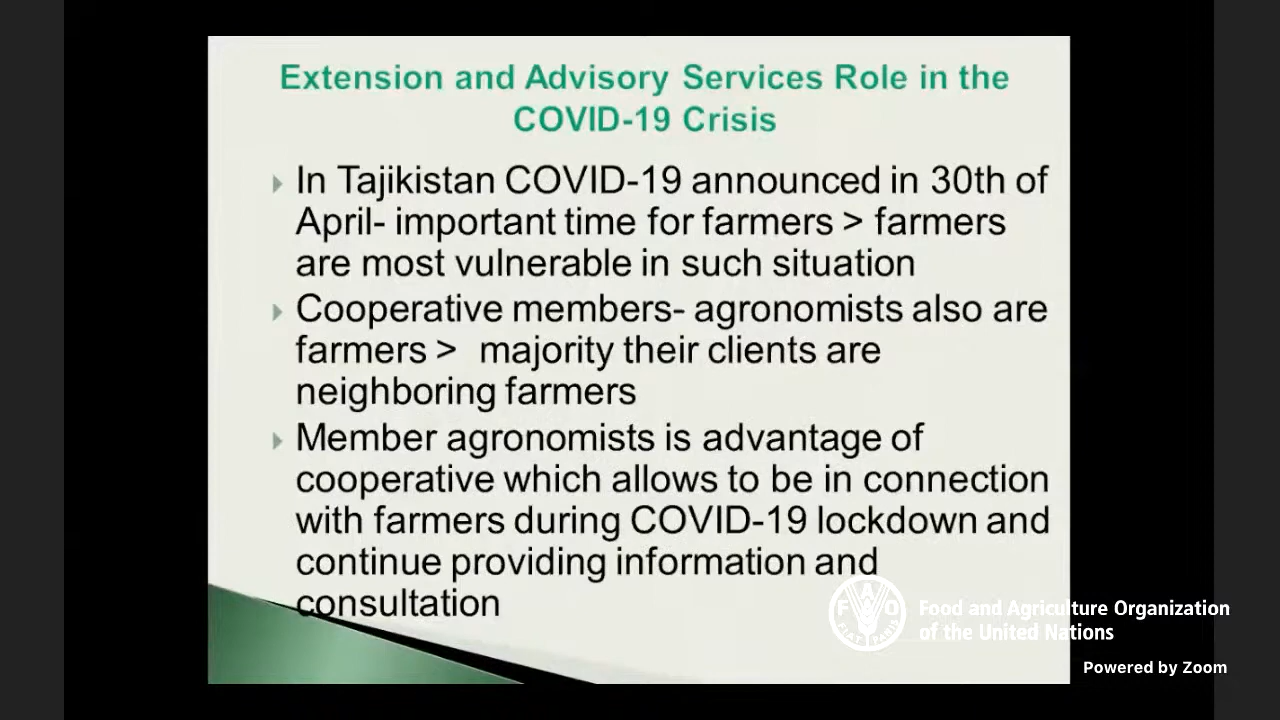 Extension and Advisory Services Role in the
COVID-19 Crisis
In Tajikistan COVID-19 announced in 30th of
April- important time for farmers > farmers
are most vulnerable in such situation
Cooperative members- agronomists also are
farmers > majority their clients are
neighboring farmers
Member agronomists is advantage of
cooperative which allows to be in connection
with farmers during COVID-19 lockdown and
continue providing information and
consultation
FAO
FIAT PANIS
Food and Agriculture Organization
of the United Nations
Powered by Zoom